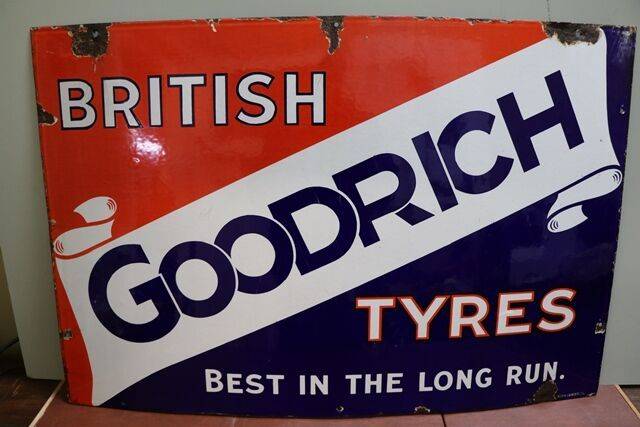 BRITISH
GOODRICH
TYRES
BEST IN THE LONG RUN.